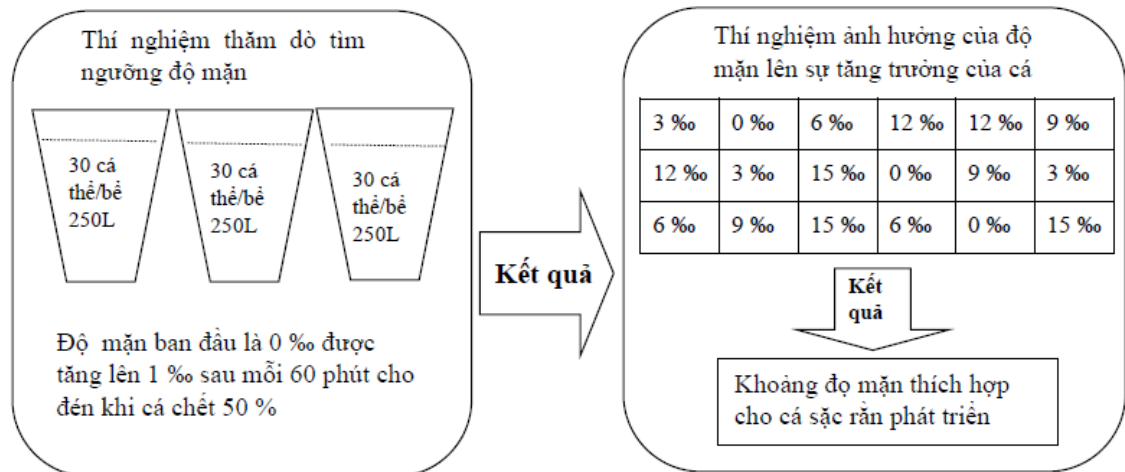 Thí nghiệm thăm dò tìm
ngưỡng độ mặn
30 cá
thể/bể
250L
30 cá
thể/bể
250L
30 cá
thể/bể
250L
Độ mặn ban đầu là 0 ‰ được
tăng lên 1 ‰ sau mỗi 60 phút cho
đén khi cá chết 50 %
Kết quả
Thí nghiệm ảnh hưởng của độ
mặn lên sự tăng trưởng của cá
3 ‰ 0 ‰ 6 ‰ 12 ‰ 12 ‰ 9 ‰
12 ‰ 3 ‰ 15 ‰ 0 ‰ 9 ‰ 3 ‰
6 ‰ 9 ‰ 15 ‰ 6 ‰ 0 ‰ 15 ‰
Kết
quả
Khoảng đọ mặn thích hợp
cho cá sặc rằn phát triển